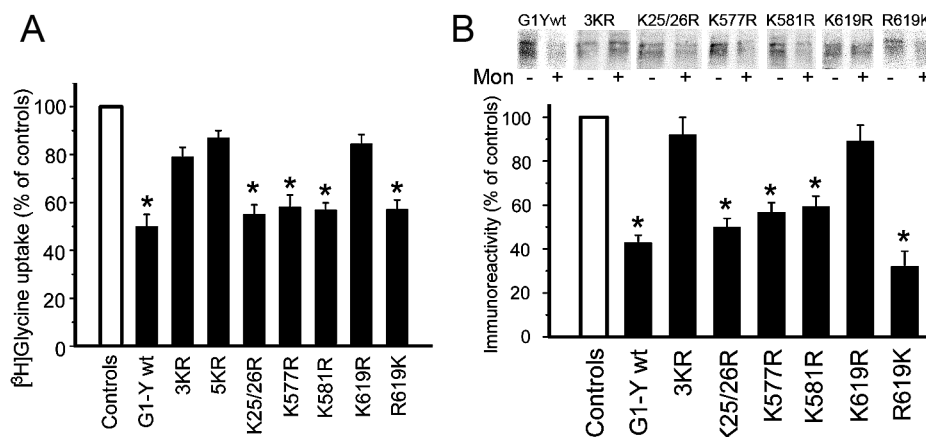 A
[³H]Glycine uptake (% of controls)
100
80
60
40
20
0
* * * * *
Controls
G1-Y wt
3KR
5KR
K25/26R
K577R
K581R
K619R
R619K
B
G1Ywt 3KR K25/26R K577R K581R K619R R619K
Mon - + - + - + - + - + - + - +
Immunoreactivity (% of controls)
100
80
60
40
20
0
* * * * *
Controls
G1-Y wt
3KR
K25/26R
K577R
K581R
K619R
R619K